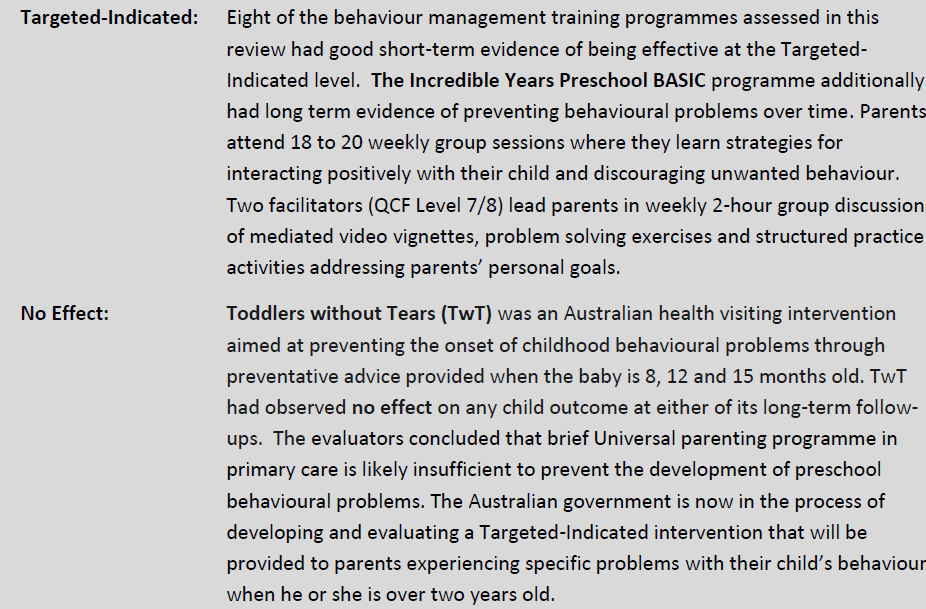 Targeted-Indicated: Eight of the behaviour management training programmes assessed in this
review had good short-term evidence of being effective at the Targeted-
Indicated level.  The Incredible Years Preschool BASIC programme additionally
had long term evidence of preventing behavioural problems over time. Parents
attend 18 to 20 weekly group sessions where they learn strategies for
interacting positively with their child and discouraging unwanted behaviour.
Two facilitators (QCF Level 7/8) lead parents in weekly 2-hour group discussion
of mediated video vignettes, problem solving exercises and structured practice
activities addressing parents’ personal goals.
No Effect: Toddlers without Tears (TwT) was an Australian health visiting intervention
aimed at preventing the onset of childhood behavioural problems through
preventative advice provided when the baby is 8, 12 and 15 months old. TwT
had observed no effect on any child outcome at either of its long-term follow-
ups.  The evaluators concluded that brief Universal parenting programme in
primary care is likely insufficient to prevent the development of preschool
behavioural problems. The Australian government is now in the process of
developing and evaluating a Targeted-Indicated intervention that will be
provided to parents experiencing specific problems with their child’s behaviour
when he or she is over two years old.